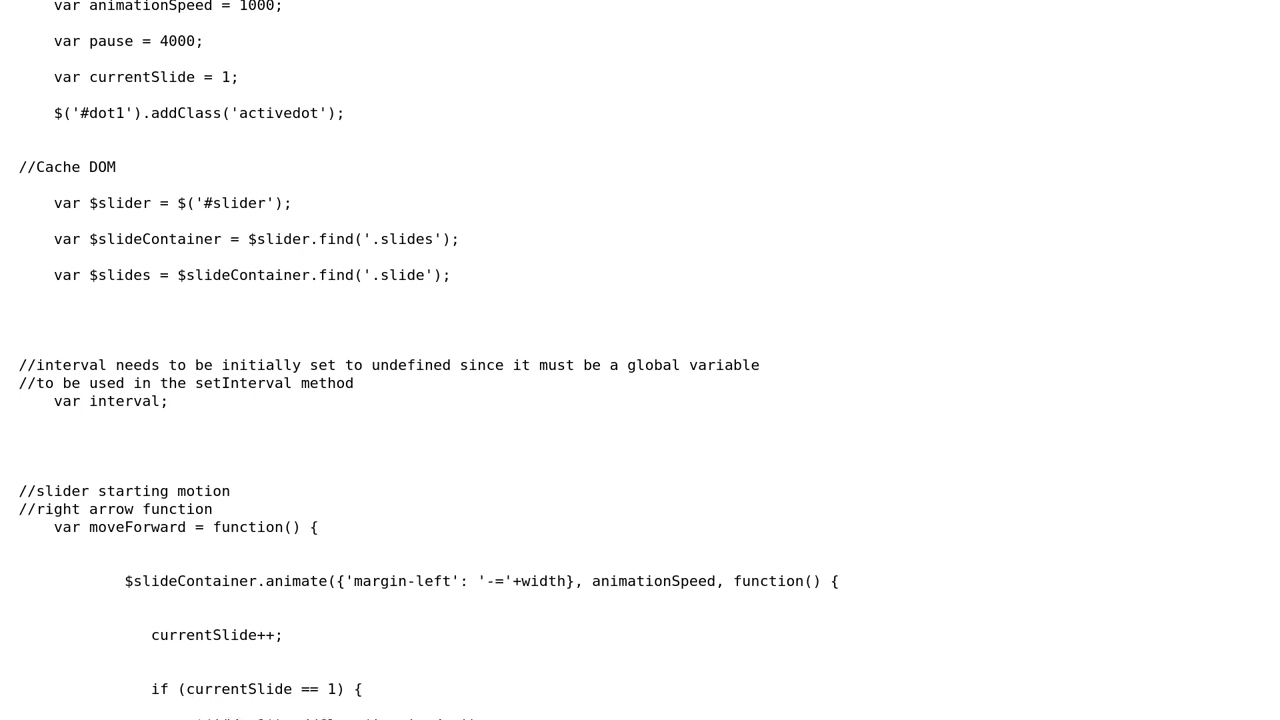 var animationSpeed = 1000;
var pause = 4000;
var currentSlide = 1;
$('#dot1').addClass('activedot');
//Cache DOM
var $slider = $('#slider');
var $slideContainer = $slider.find('.slides');
var $slides = $slideContainer.find('.slide');
//interval needs to be initially set to undefined since it must be a global variable
//to be used in the setInterval method
var interval;
//slider starting motion
//right arrow function
var moveForward = function() {
$slideContainer.animate({'margin-left': '-='+width}, animationSpeed, function() {
currentSlide++;
if (currentSlide == 1) {